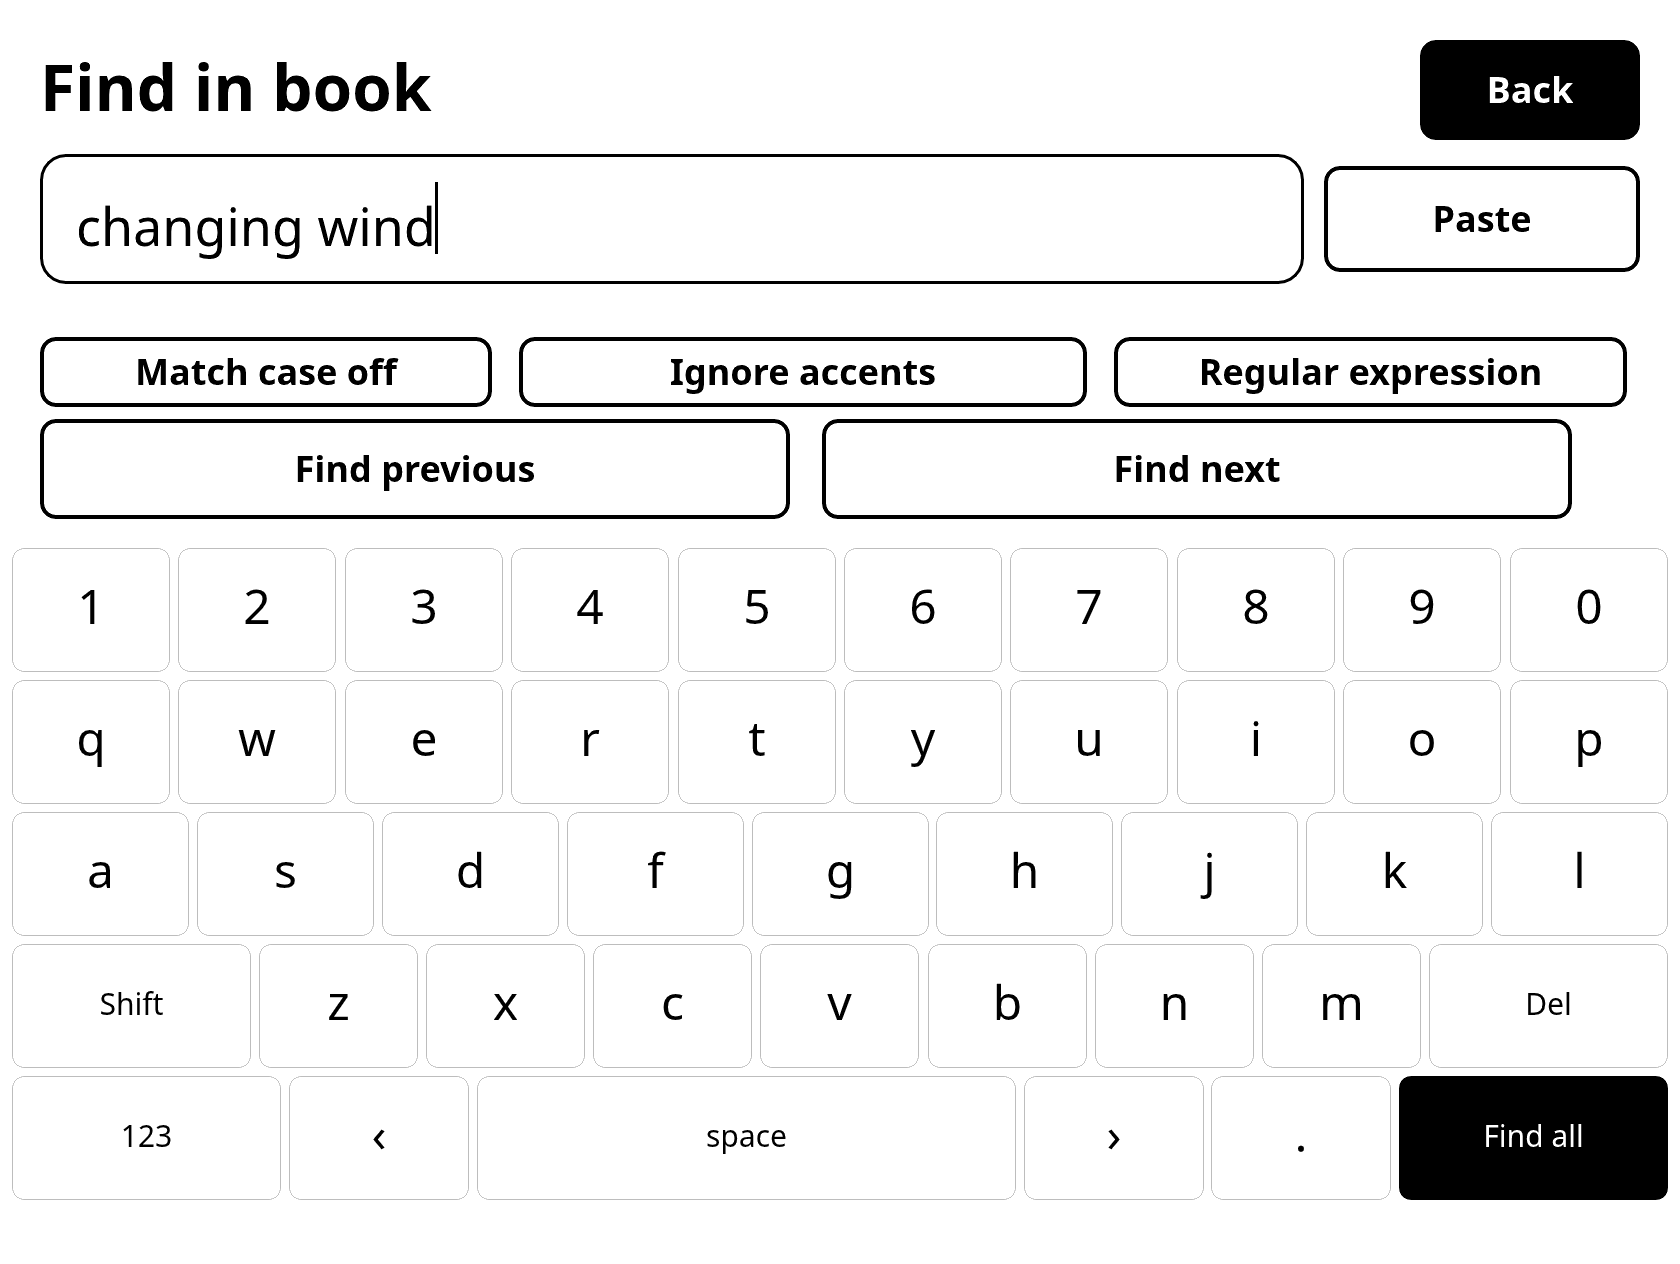 Find in book
Back
changing wind
Paste
Match case off
Ignore accents
Regular expression
Find previous
Find next
1 2 3 4 5 6 7 8 9 0
q w e r t y u i o p
a s d f g h j k l
Shift z x c v b n m Del
123 ‹ space › . Find all